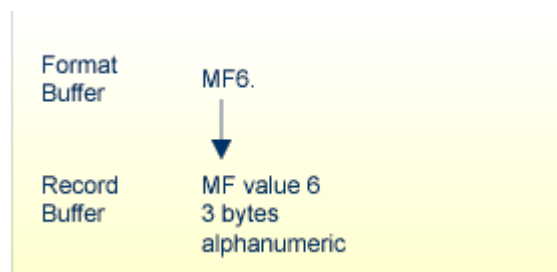 Format
Buffer
MF6.
Record
Buffer
MF value 6
3 bytes
alphanumeric